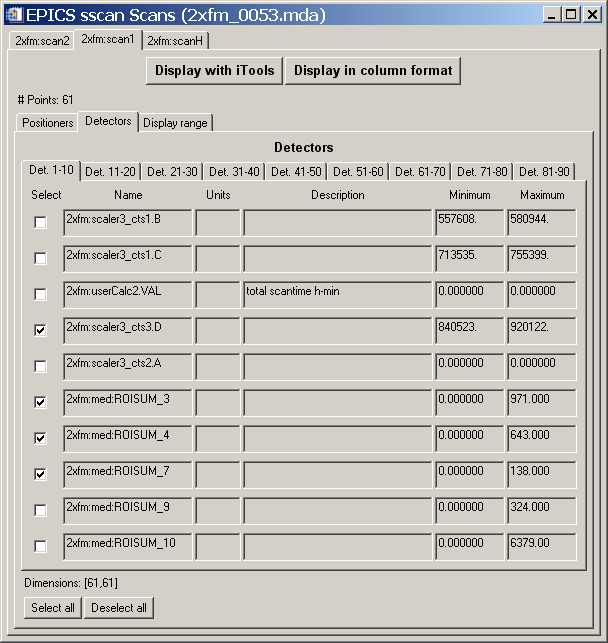 EPICS sscan Scans (2xfm_0053.mda)
2xfm:scan2 2xfm:scan1 2xfm:scanH
Display with iTools Display in column format
# Points: 61
Positioners Detectors Display range
Detectors
Det. 1-10 Det. 11-20 Det. 21-30 Det. 31-40 Det. 41-50 Det. 51-60 Det. 61-70 Det. 71-80 Det. 81-90
Select Name Units Description Minimum Maximum
2xfm:scaler3_cts1.B 557608. 580944.
2xfm:scaler3_cts1.C 713535. 755399.
2xfm:userCalc2.VAL total scantime h-min 0.000000 0.000000
2xfm:scaler3_cts3.D 840523. 920122.
2xfm:scaler3_cts2.A 0.000000 0.000000
2xfm:med:ROISUM_3 0.000000 971.000
2xfm:med:ROISUM_4 0.000000 643.000
2xfm:med:ROISUM_7 0.000000 138.000
2xfm:med:ROISUM_9 0.000000 324.000
2xfm:med:ROISUM_10 0.000000 6379.00
Dimensions: [61,61]
Select all Deselect all